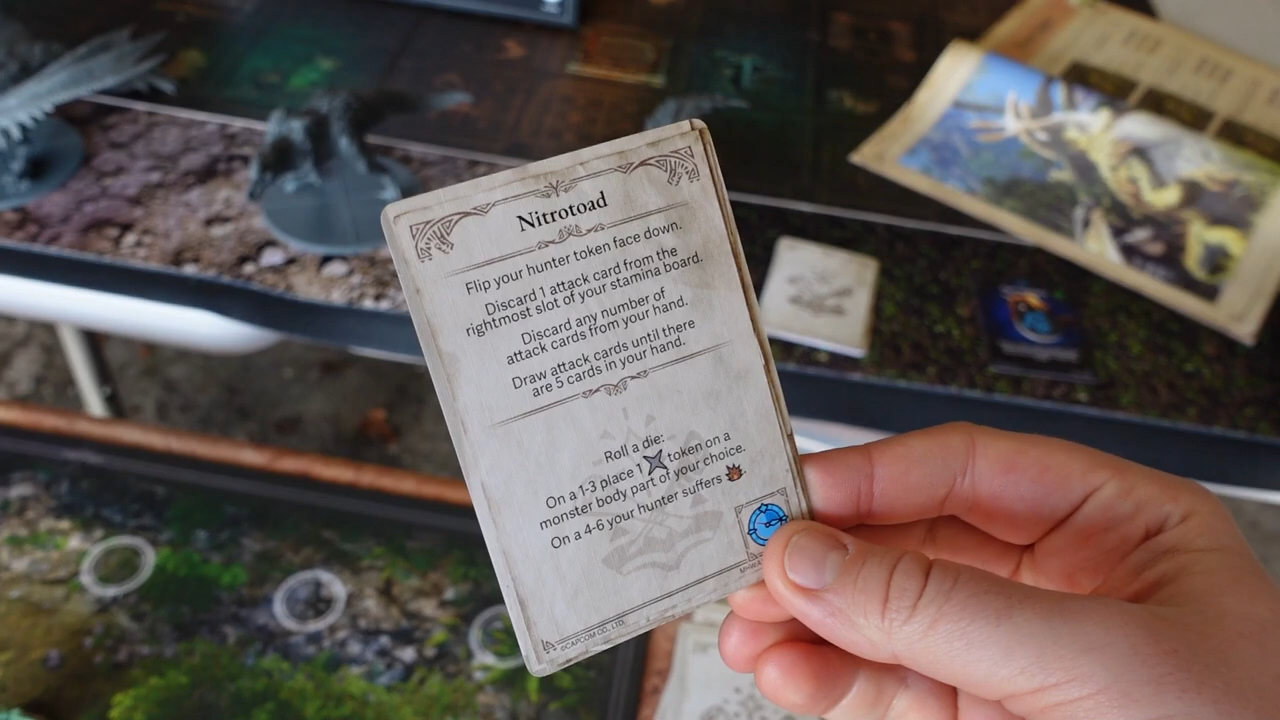 Nitrotoad
Flip your hunter token face down.
Discard 1 attack card from the
rightmost slot of your stamina board.
Discard any number of
attack cards from your hand.
Draw attack cards until there
are 5 cards in your hand.
Roll a die:
On a 1-3 place 1 token on a
monster body part of your choice.
On a 4-6 your hunter suffers
©CAPCOM CO., LTD.